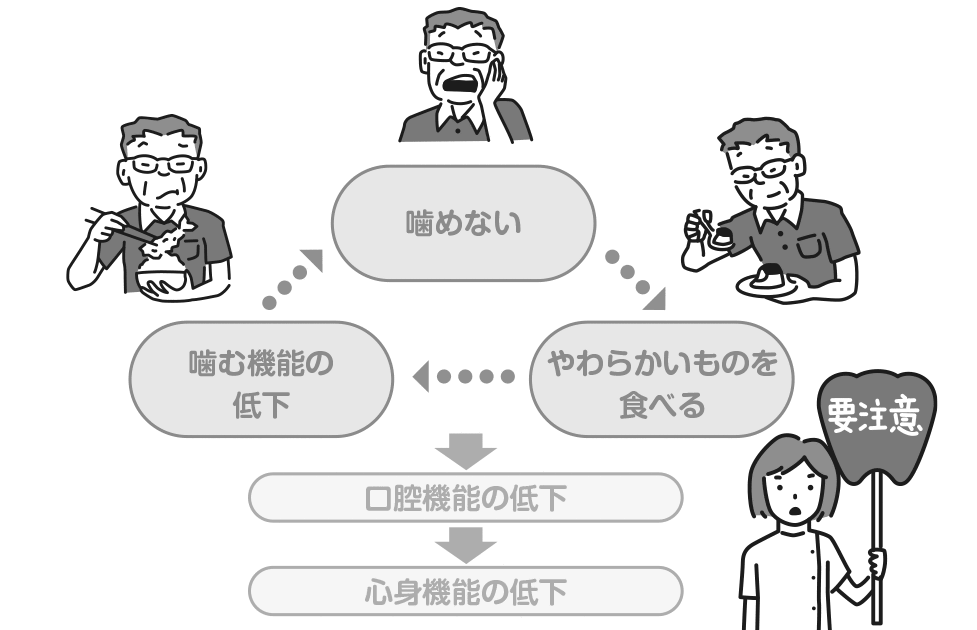 噛めない
噛む機能の
低下
やわらかいものを
食べる
要注意
口腔機能の低下
心身機能の低下